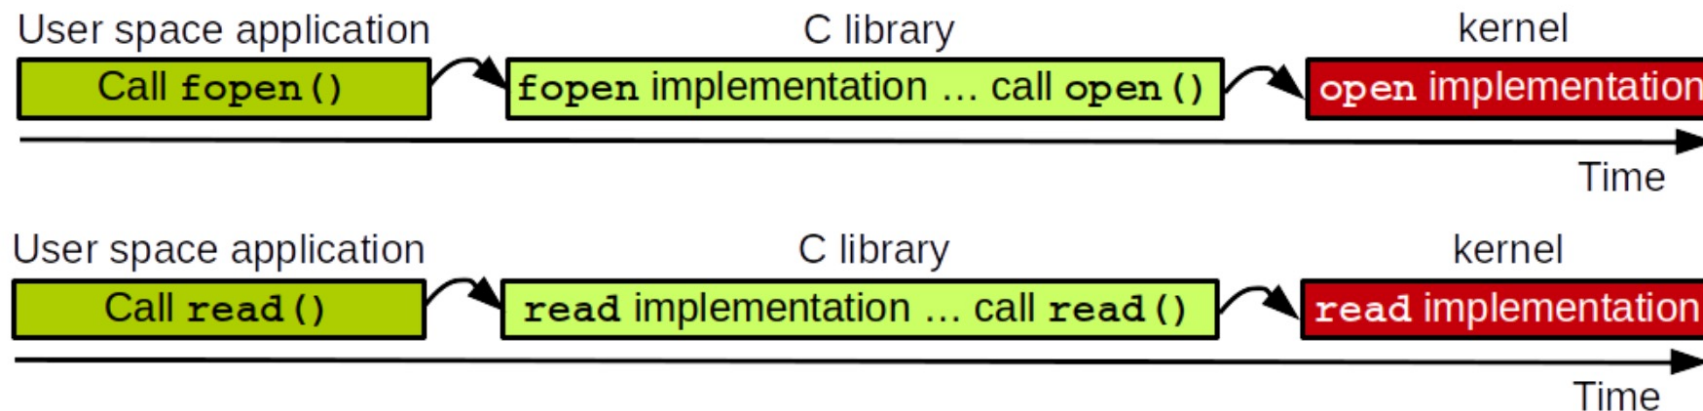 User space application C library kernel
Call fopen() fopen implementation ... call open() open implementation
Time
User space application C library kernel
Call read() read implementation ... call read() read implementation
Time